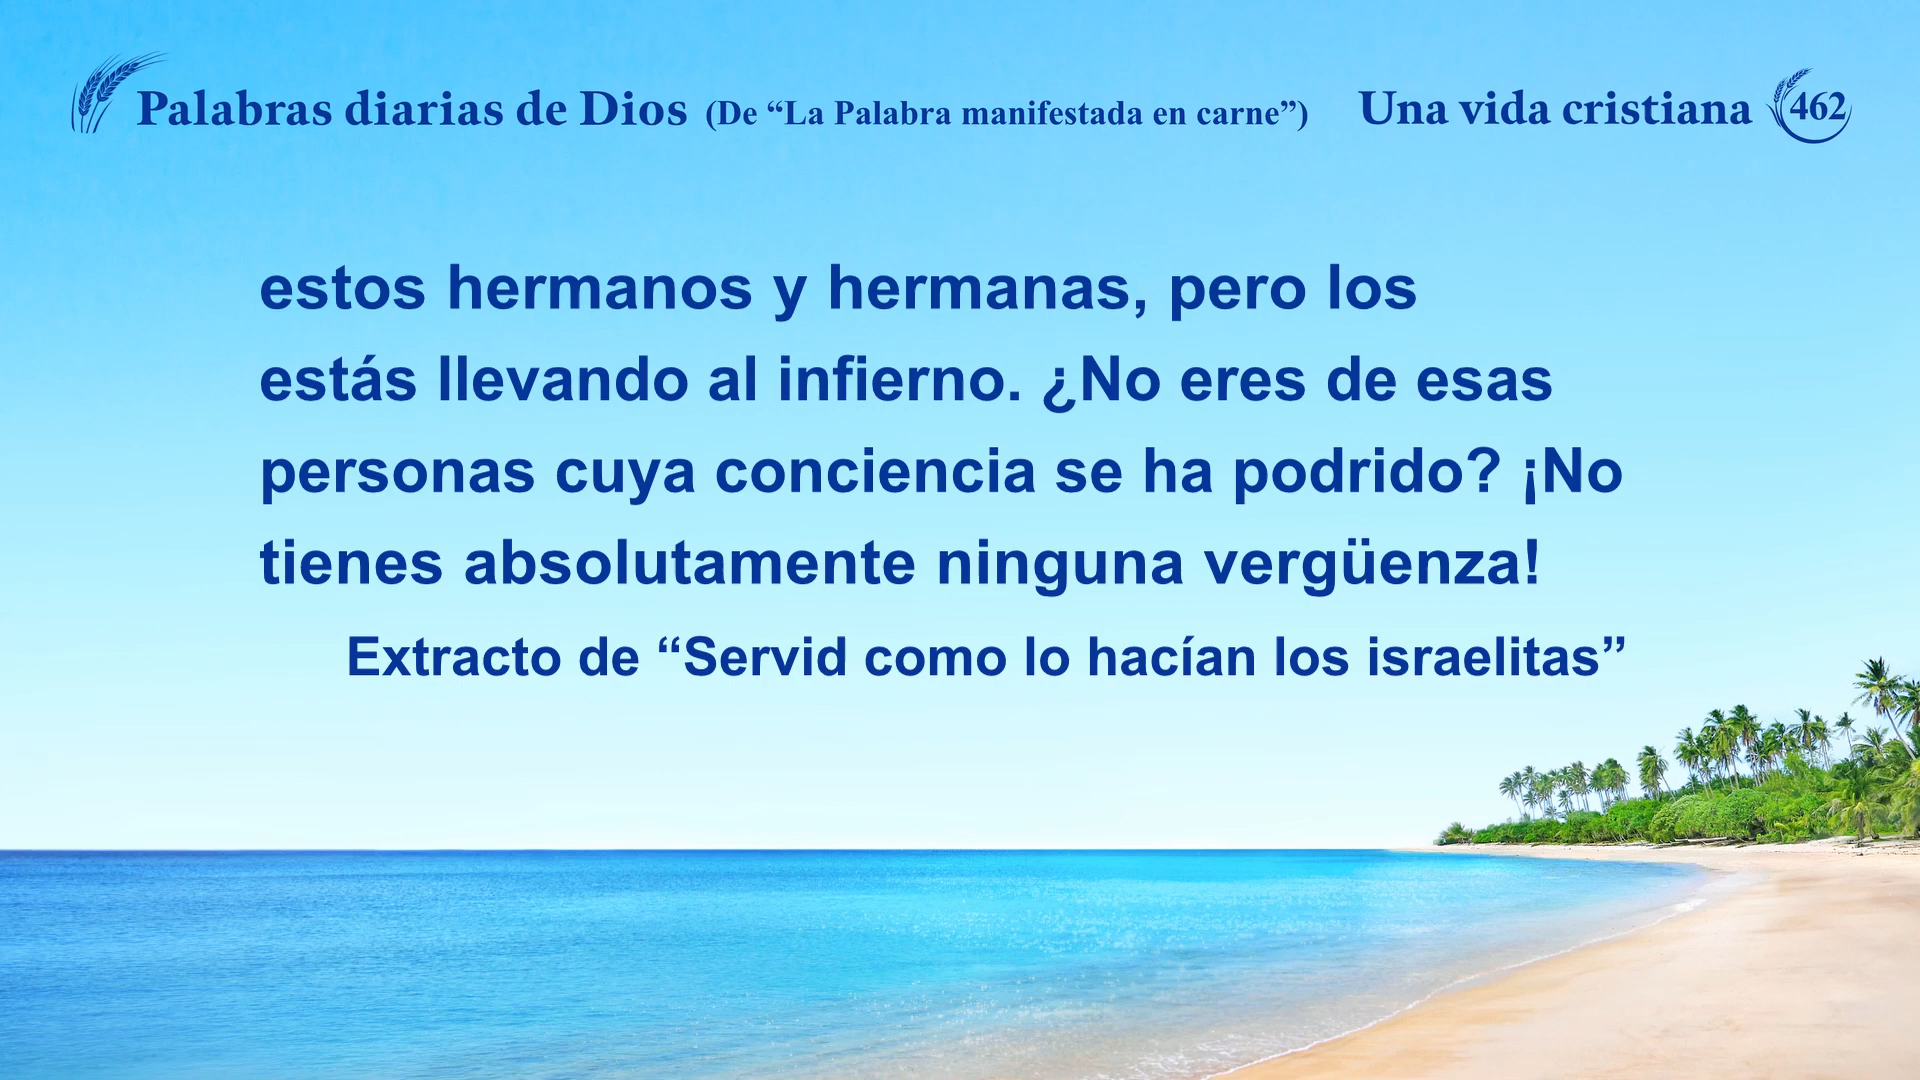 Palabras diarias de Dios (De “La Palabra manifestada en carne”) Una vida cristiana 462
estos hermanos y hermanas, pero los
estás llevando al infierno. ¿No eres de esas
personas cuya conciencia se ha podrido? ¡No
tienes absolutamente ninguna vergüenza!
Extracto de “Servid como lo hacían los israelitas”